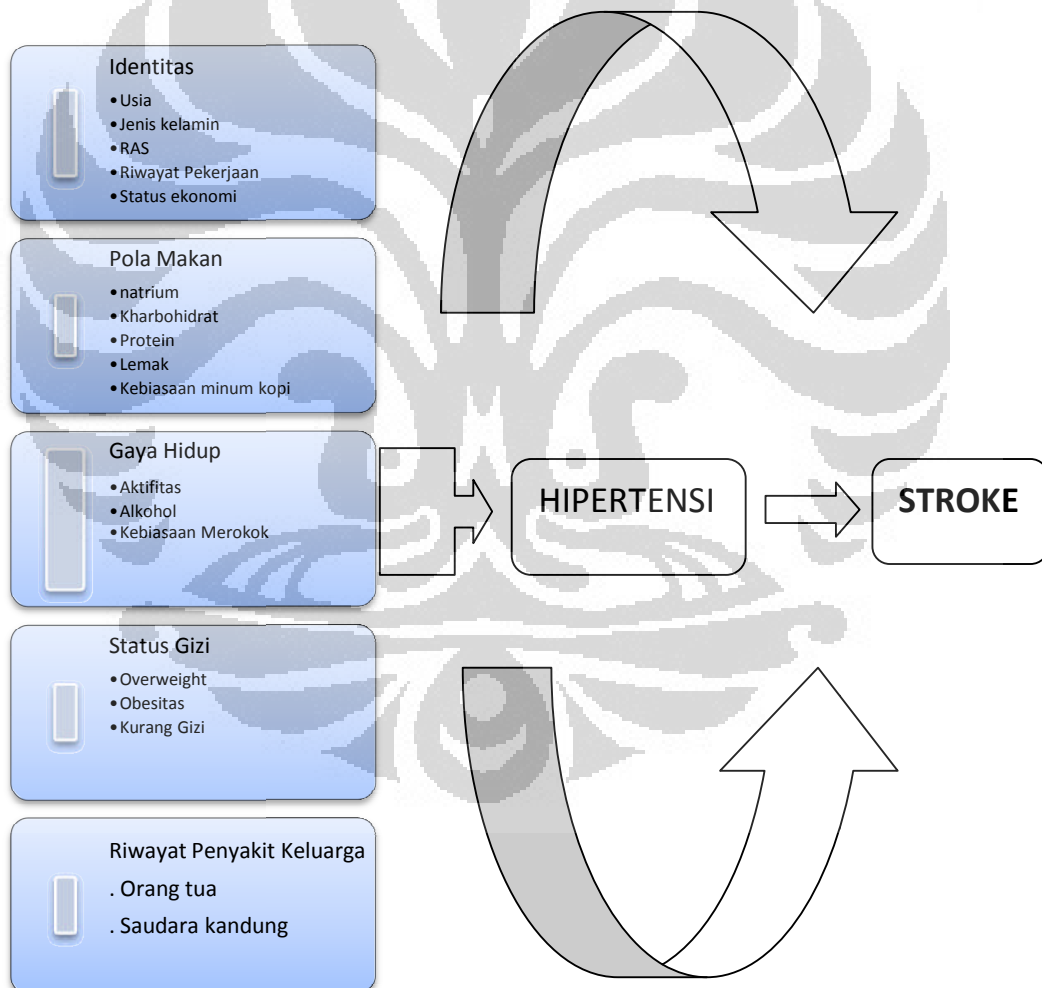 Identitas
•Usia
•Jenis kelamin
•RAS
•Riwayat Pekerjaan
•Status ekonomi
Pola Makan
•natrium
•Kharbohidrat
•Protein
•Lemak
•Kebiasaan minum kopi
Gaya Hidup
•Aktifitas
•Alkohol
•Kebiasaan Merokok
HIPERTENSI
STROKE
Status Gizi
•Overweight
•Obesitas
•Kurang Gizi
Riwayat Penyakit Keluarga
. Orang tua
. Saudara kandung